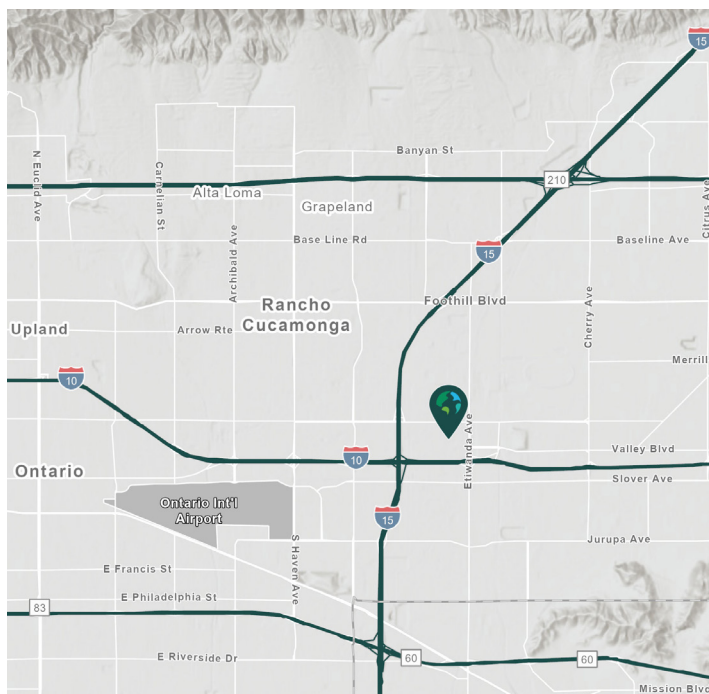 15
Banyan St
N Euclid Ave
Carnelian St
210
Citrus Ave
Alta Loma
Grapeland
Archibald Ave
Base Line Rd
Baseline Ave
15
Rancho
Cucamonga
Foothill Blvd
Cherry Ave
Upland
Arrow Rte
Merrill
10
Etiwanda Ave
Valley Blvd
10
Ontario
Slover Ave
Ontario Int'l
Airport
15
S Haven Ave
Jurupa Ave
E Francis St
E Philadelphia St
83
E Riverside Dr
60
60
Mission Blvd